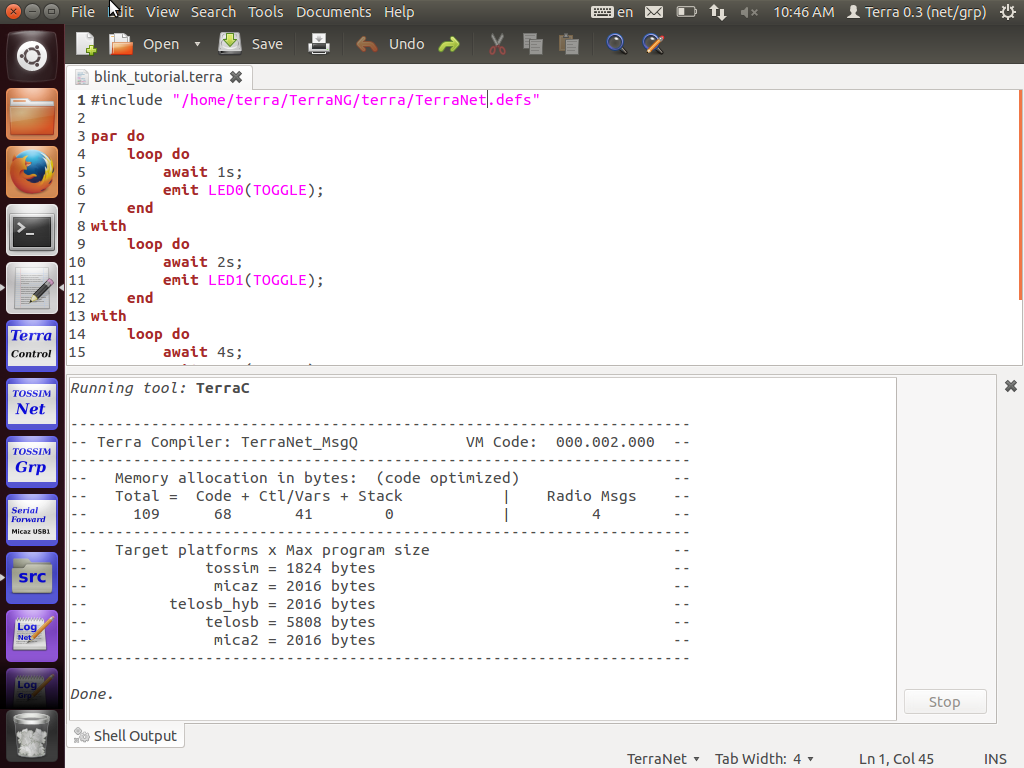 File Edit View Search Tools Documents Help en 10:46 AM Terra 0.3 (net/grp)
Open Save Undo
blink_tutorial.terra
1 #include "/home/terra/TerraNG/terra/TerraNet.defs"
2
3 par do
4     loop do
5         await 1s;
6         emit LED0(TOGGLE);
7     end
8 with
9     loop do
10         await 2s;
11         emit LED1(TOGGLE);
12     end
13 with
14     loop do
15         await 4s;
Terra
Control
TOSSIM
Net
TOSSIM
Grp
Serial
Forward
Micaz USB1
src
Log
Net
Log
Grp
Running tool: TerraC
---------------------------------------------------------------------
-- Terra Compiler: TerraNet_MsgQ            VM Code:  000.002.000  --
---------------------------------------------------------------------
--   Memory allocation in bytes:  (code optimized)                 --
--   Total =  Code + Ctl/Vars + Stack           |    Radio Msgs    --
--     109      68       41        0            |         4        --
---------------------------------------------------------------------
--   Target platforms x Max program size                           --
--             tossim = 1824 bytes                                 --
--              micaz = 2016 bytes                                 --
--         telosb_hyb = 2016 bytes                                 --
--             telosb = 5808 bytes                                 --
--              mica2 = 2016 bytes                                 --
---------------------------------------------------------------------
Done.
Stop
Shell Output
TerraNet Tab Width: 4 Ln 1, Col 45 INS